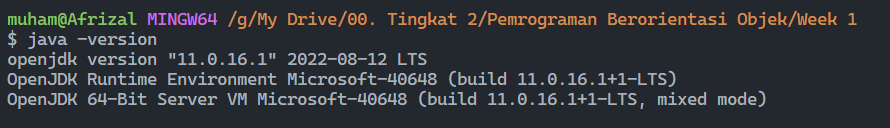 muham@Afrizal MINGW64 /g/My Drive/00. Tingkat 2/Pemrograman Berorientasi Objek/Week 1
$ java -version
openjdk version "11.0.16.1" 2022-08-12 LTS
OpenJDK Runtime Environment Microsoft-40648 (build 11.0.16.1+1-LTS)
OpenJDK 64-Bit Server VM Microsoft-40648 (build 11.0.16.1+1-LTS, mixed mode)